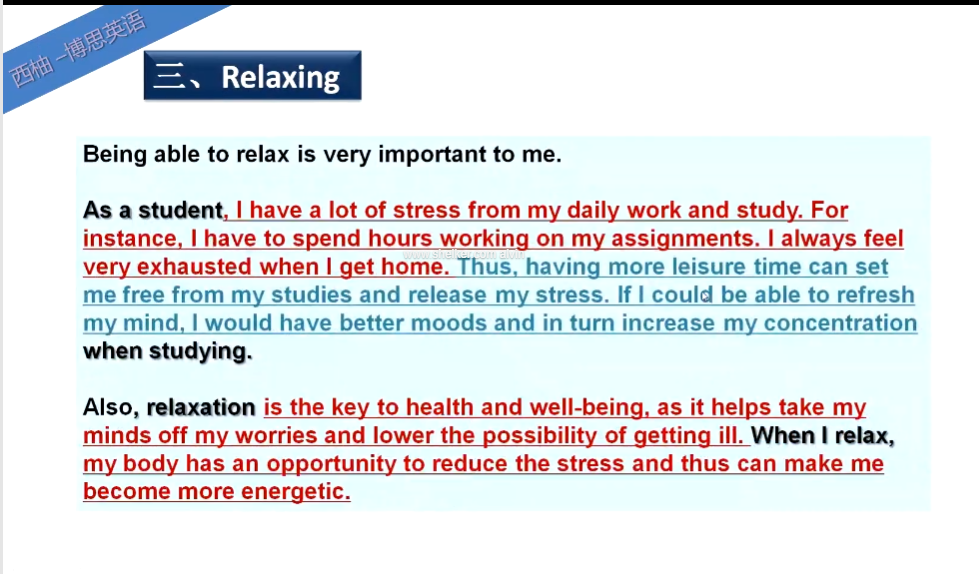 西柚 –博思英语
三、Relaxing
Being able to relax is very important to me.
As a student, I have a lot of stress from my daily work and study. For
instance, I have to spend hours working on my assignments. I always feel
very exhausted when I get home. Thus, having more leisure time can set
me free from my studies and release my stress. If I could be able to refresh
my mind, I would have better moods and in turn increase my concentration
when studying.
Also, relaxation is the key to health and well-being, as it helps take my
minds off my worries and lower the possibility of getting ill. When I relax,
my body has an opportunity to reduce the stress and thus can make me
become more energetic.